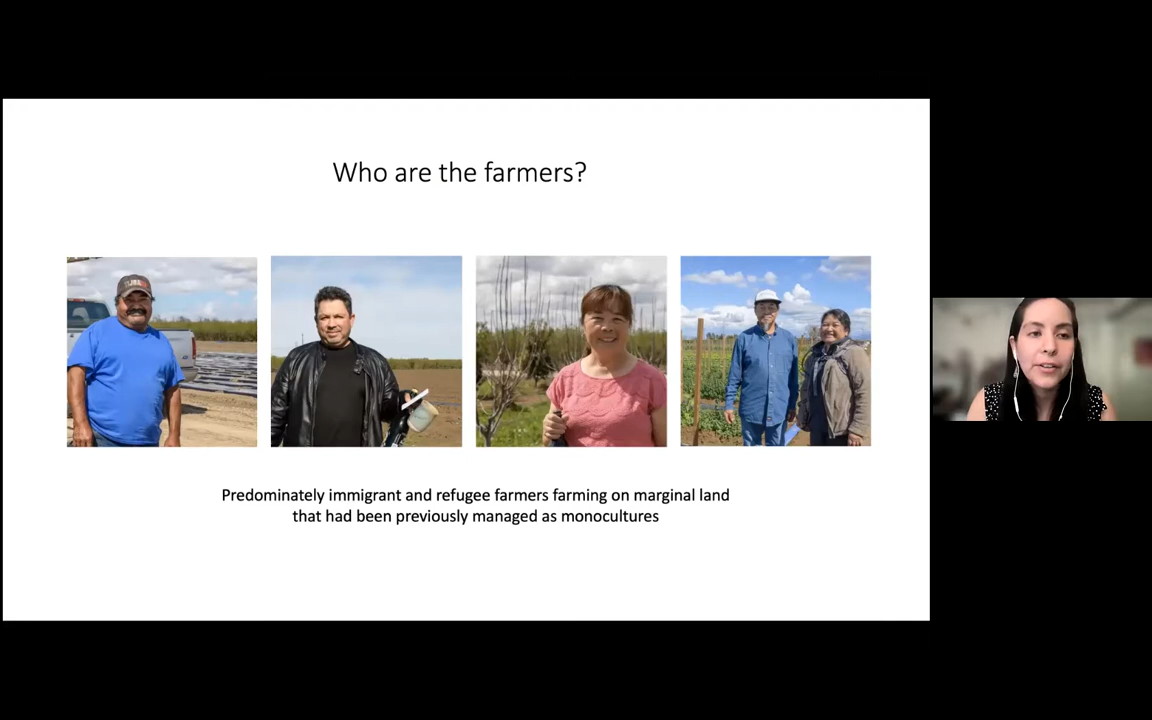 Who are the farmers?
Predominately immigrant and refugee farmers farming on marginal land
that had been previously managed as monocultures